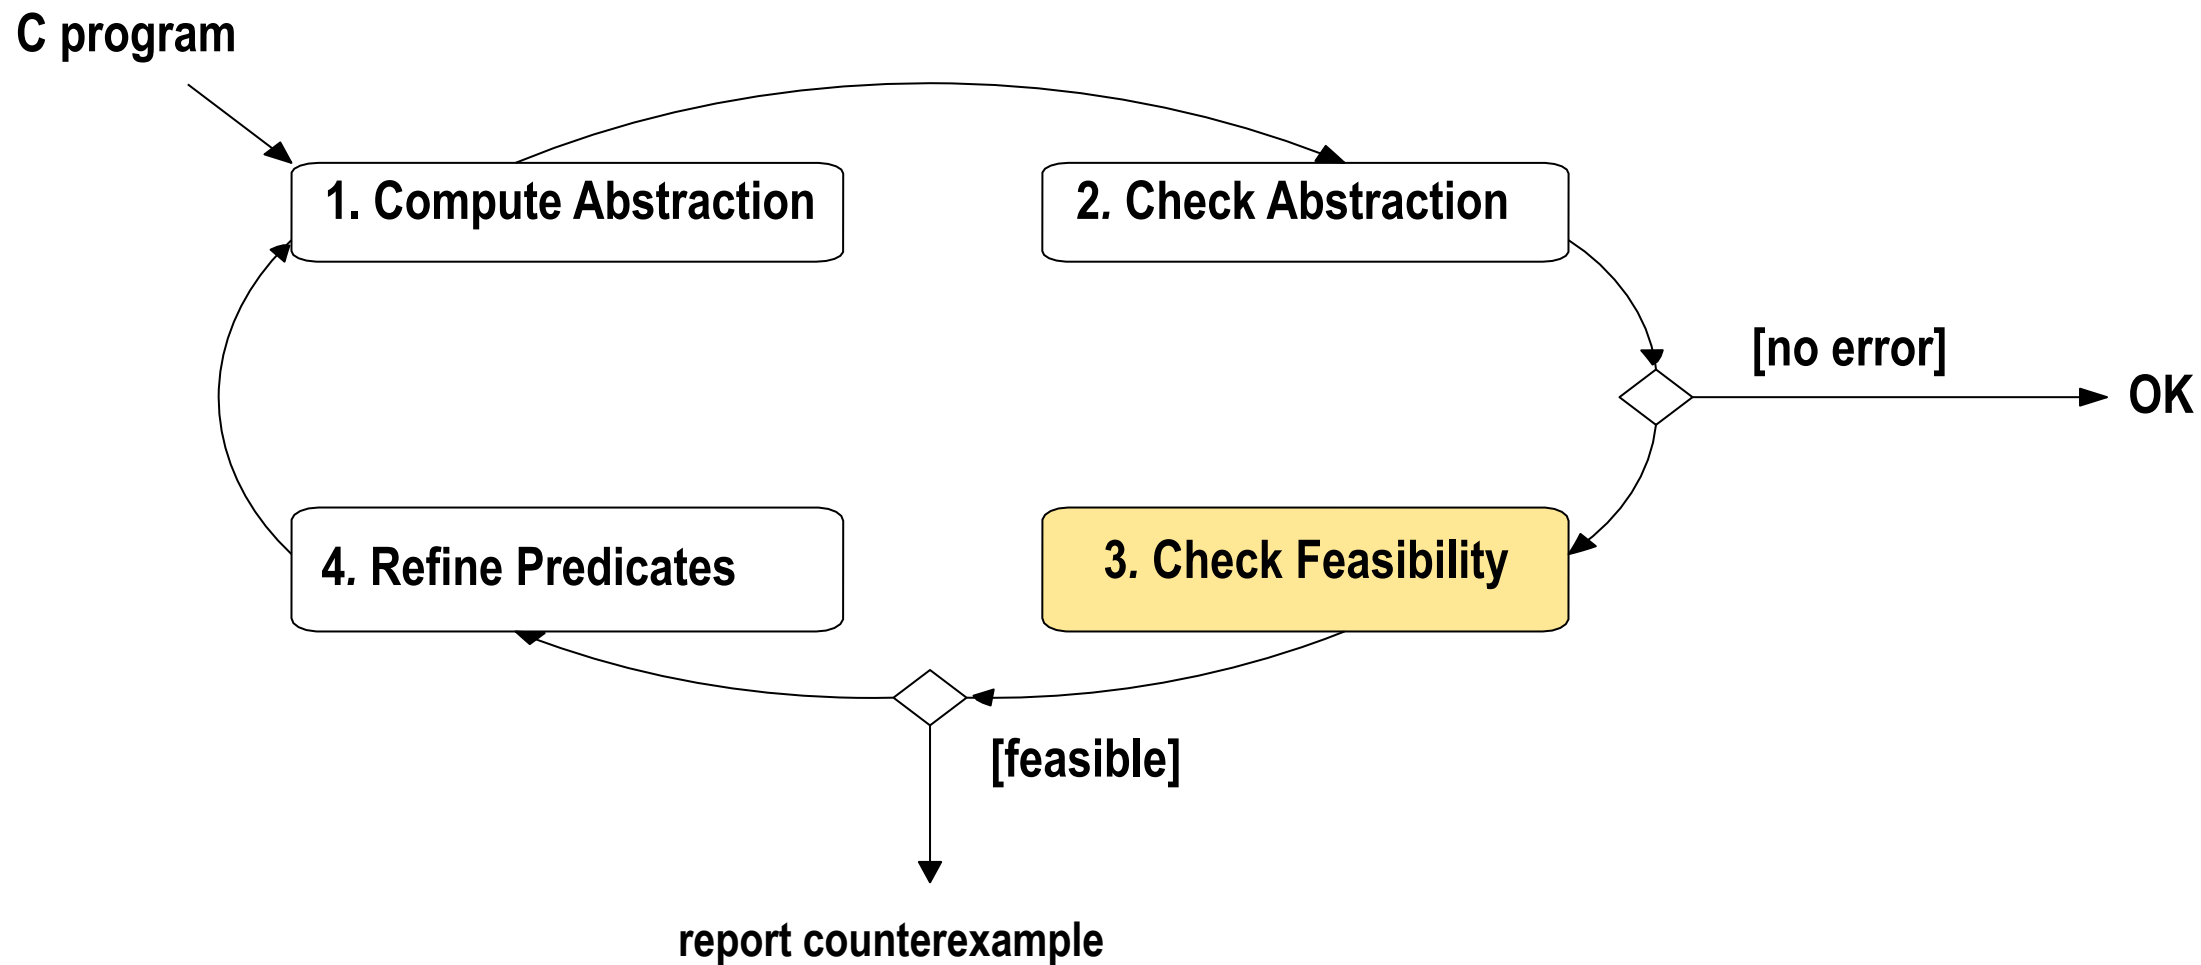 C program
1. Compute Abstraction
2. Check Abstraction
[no error]
OK
4. Refine Predicates
3. Check Feasibility
[feasible]
report counterexample